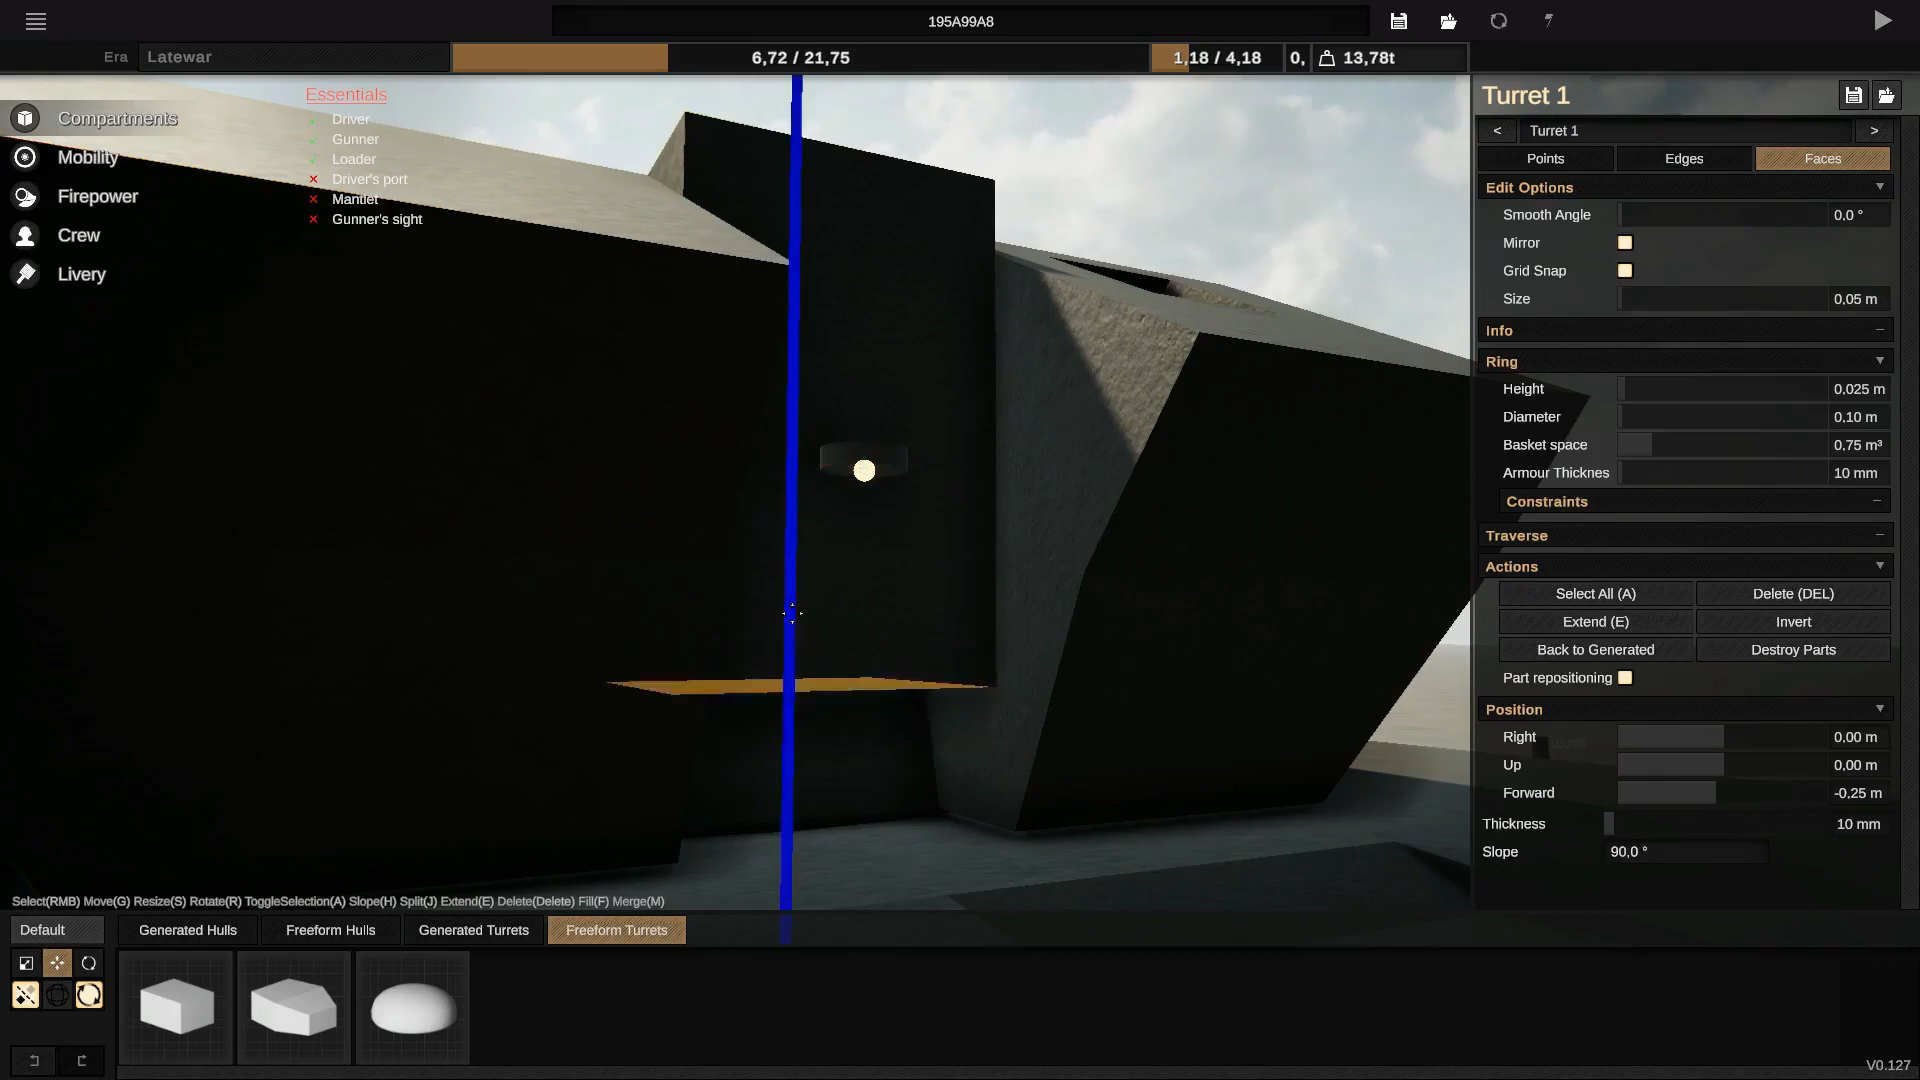 195A99A8
Era
Latewar
6,72 / 21,75
1,18 / 4,18
0,
13,78t
Compartments
Mobility
Firepower
Crew
Livery
Essentials
Driver
Gunner
Loader
Driver's port
Mantlet
Gunner's sight
Turret 1
<
Turret 1
>
Points
Edges
Faces
Edit Options
Smooth Angle
0.0 °
Mirror
Grid Snap
Size
0.05 m
Info
Ring
Height
0,025 m
Diameter
0,10 m
Basket space
0,75 m³
Armour Thicknes
10 mm
Constraints
Traverse
Actions
Select All (A)
Delete (DEL)
Extend (E)
Invert
Back to Generated
Destroy Parts
Part repositioning
Position
Right
0,00 m
Up
0,00 m
Forward
-0,25 m
Thickness
10 mm
Slope
90,0 °
Select(RMB) Move(G) Resize(S) Rotate(R) ToggleSelection(A) Slope(H) Split(J) Extend(E) Delete(Delete) Fill(F) Merge(M)
Default
Generated Hulls
Freeform Hulls
Generated Turrets
Freeform Turrets
V0.127